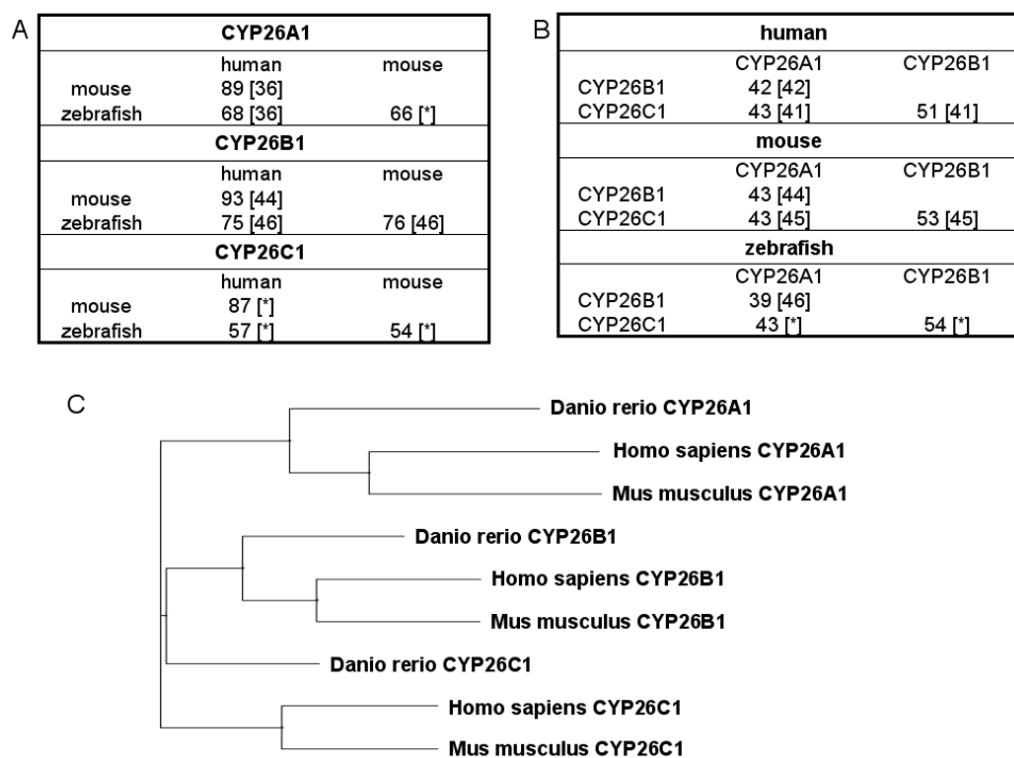 A
CYP26A1
human mouse
mouse 89 [36]
zebrafish 68 [36] 66 [*]
CYP26B1
human mouse
mouse 93 [44]
zebrafish 75 [46] 76 [46]
CYP26C1
human mouse
mouse 87 [*]
zebrafish 57 [*] 54 [*]
B
human
CYP26A1 CYP26B1
CYP26B1 42 [42]
CYP26C1 43 [41] 51 [41]
mouse
CYP26A1 CYP26B1
CYP26B1 43 [44]
CYP26C1 43 [45] 53 [45]
zebrafish
CYP26A1 CYP26B1
CYP26B1 39 [46]
CYP26C1 43 [*] 54 [*]
C
Danio rerio CYP26A1
Homo sapiens CYP26A1
Mus musculus CYP26A1
Danio rerio CYP26B1
Homo sapiens CYP26B1
Mus musculus CYP26B1
Danio rerio CYP26C1
Homo sapiens CYP26C1
Mus musculus CYP26C1